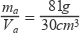 m_a/V_a = 81g/30cm³